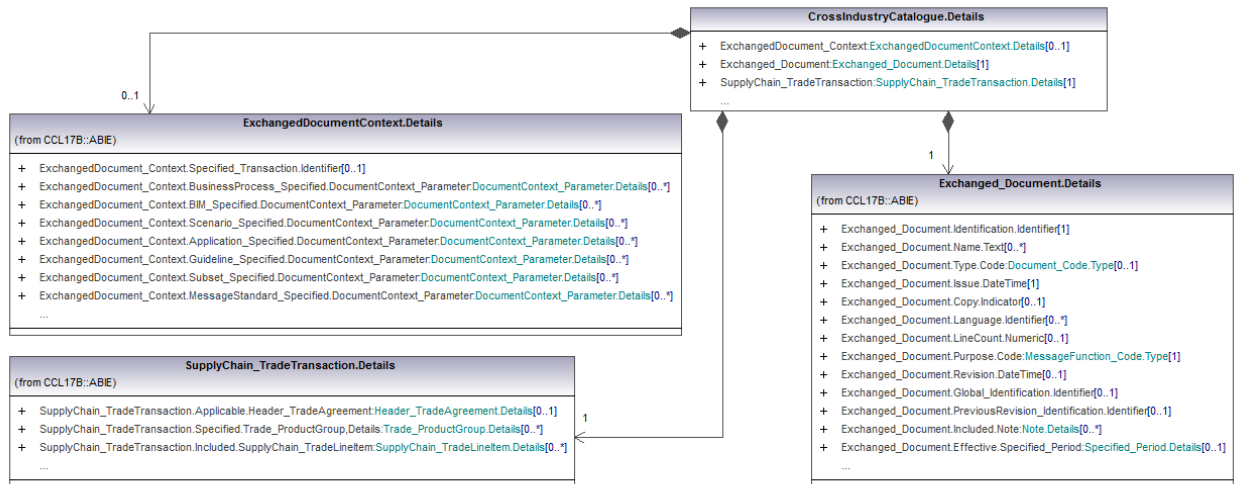 CrossIndustryCatalogue.Details
+ ExchangedDocument_Context:ExchangedDocumentContext.Details[0..1]
+ Exchanged_Document:Exchanged_Document.Details[1]
+ SupplyChain_TradeTransaction:SupplyChain_TradeTransaction.Details[1]
...
0..1
ExchangedDocumentContext.Details
(from CCL17B::ABIE)
+ ExchangedDocument_Context.Specified_Transaction.Identifier[0..1]
+ ExchangedDocument_Context.BusinessProcess_Specified.DocumentContext_Parameter:DocumentContext_Parameter.Details[0..*]
+ ExchangedDocument_Context.BIM_Specified.DocumentContext_Parameter:DocumentContext_Parameter.Details[0..*]
+ ExchangedDocument_Context.Scenario_Specified.DocumentContext_Parameter:DocumentContext_Parameter.Details[0..*]
+ ExchangedDocument_Context.Application_Specified.DocumentContext_Parameter:DocumentContext_Parameter.Details[0..*]
+ ExchangedDocument_Context.Guideline_Specified.DocumentContext_Parameter:DocumentContext_Parameter.Details[0..*]
+ ExchangedDocument_Context.Subset_Specified.DocumentContext_Parameter:DocumentContext_Parameter.Details[0..*]
+ ExchangedDocument_Context.MessageStandard_Specified.DocumentContext_Parameter:DocumentContext_Parameter.Details[0..*]
...
1
Exchanged_Document.Details
(from CCL17B::ABIE)
+ Exchanged_Document.Identification.Identifier[1]
+ Exchanged_Document.Name.Text[0..*]
+ Exchanged_Document.Type.Code:Document_Code.Type[0..1]
+ Exchanged_Document.Issue.DateTime[1]
+ Exchanged_Document.Copy.Indicator[0..1]
+ Exchanged_Document.Language.Identifier[0..*]
+ Exchanged_Document.LineCount.Numeric[0..1]
+ Exchanged_Document.Purpose.Code:MessageFunction_Code.Type[1]
+ Exchanged_Document.Revision.DateTime[0..1]
+ Exchanged_Document.Global_Identification.Identifier[0..1]
+ Exchanged_Document.PreviousRevision_Identification.Identifier[0..1]
+ Exchanged_Document.Included.Note:Note.Details[0..*]
+ Exchanged_Document.Effective.Specified_Period:Specified_Period.Details[0..1]
...
SupplyChain_TradeTransaction.Details
(from CCL17B::ABIE)
+ SupplyChain_TradeTransaction.Applicable.Header_TradeAgreement:Header_TradeAgreement.Details[0..1]
+ SupplyChain_TradeTransaction.Specified.Trade_ProductGroup,Details:Trade_ProductGroup.Details[0..*]
+ SupplyChain_TradeTransaction.Included.SupplyChain_TradeLineItem:SupplyChain_TradeLineItem.Details[0..*]
...
1